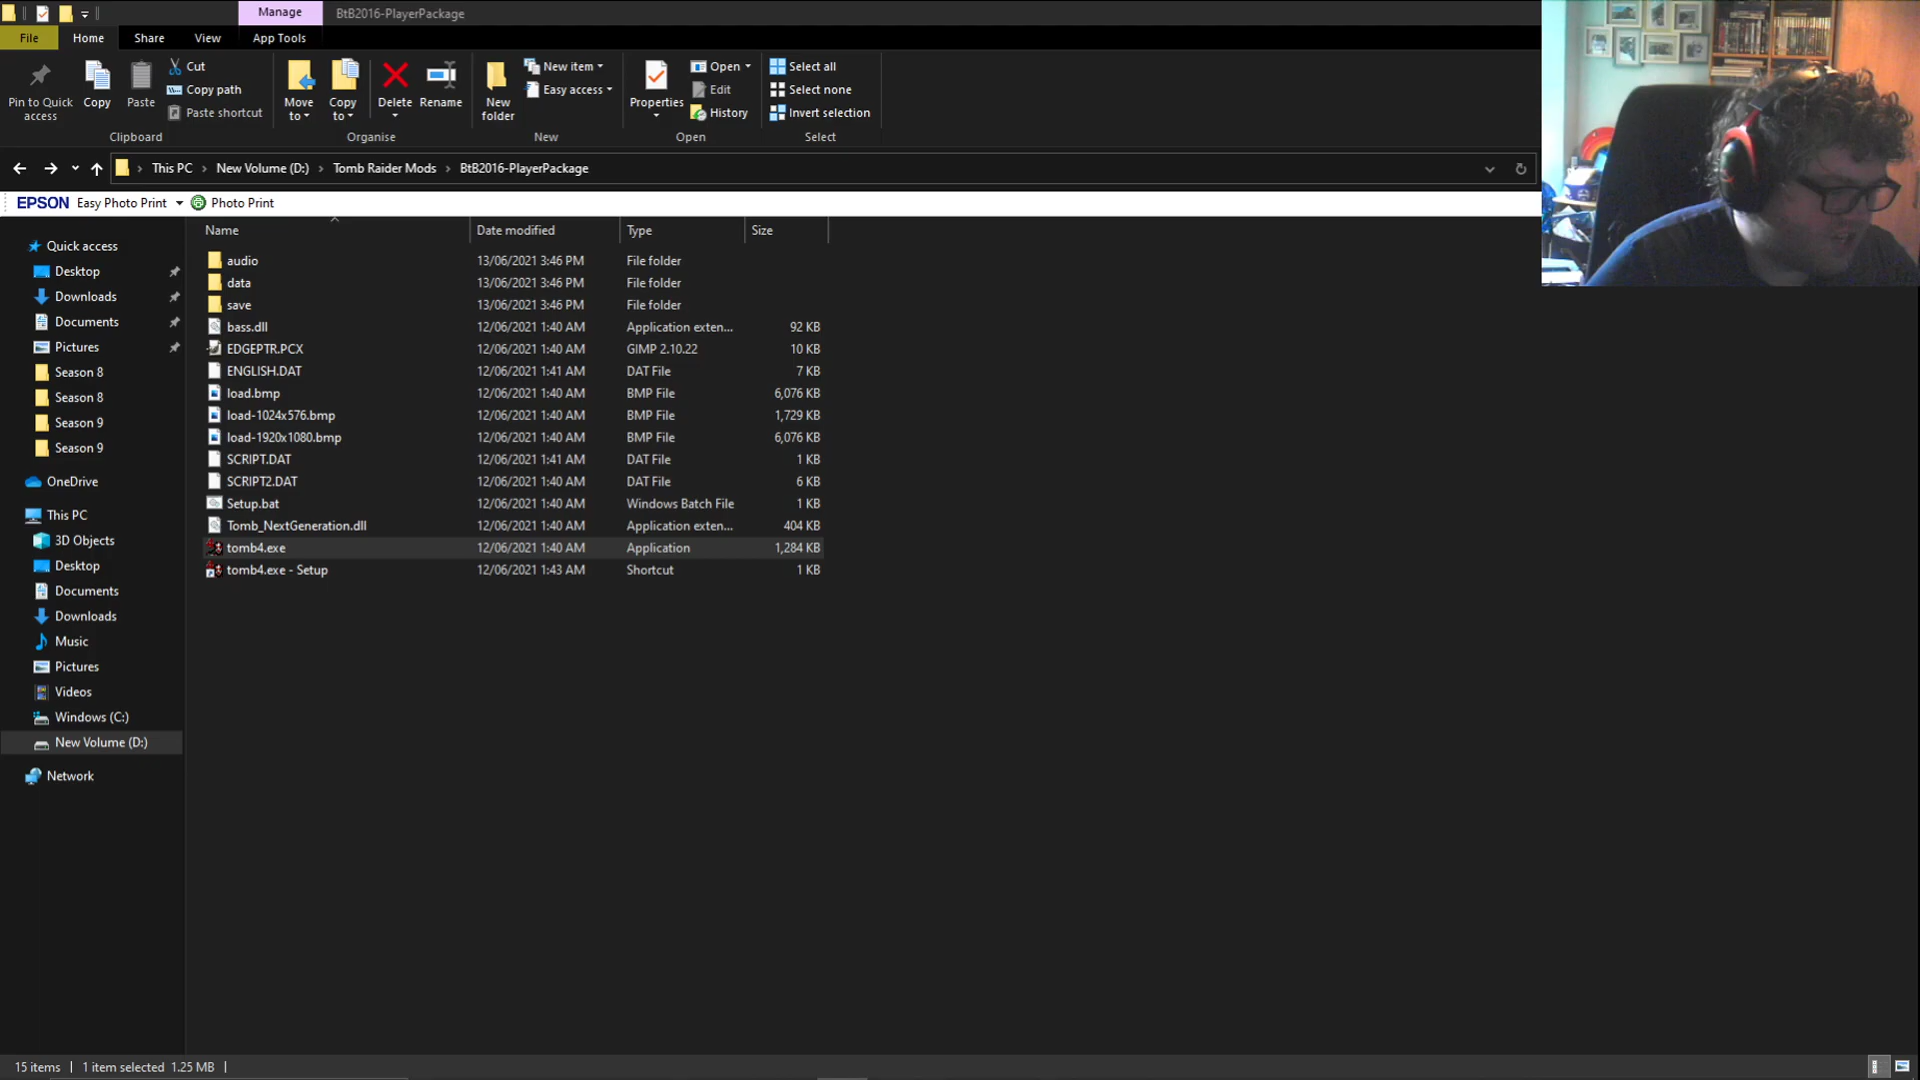 Manage BtB2016-PlayerPackage
File Home Share View App Tools
Pin to Quick access
Copy
Paste
Cut
Copy path
Paste shortcut
Clipboard
Move to
Copy to
Delete
Rename
Organise
New folder
New item
Easy access
New
Properties
Open
Edit
History
Open
Select all
Select none
Invert selection
Select
This PC > New Volume (D:) > Tomb Raider Mods > BtB2016-PlayerPackage
EPSON Easy Photo Print Photo Print
Quick access
Desktop
Downloads
Documents
Pictures
Season 8
Season 8
Season 9
Season 9
OneDrive
This PC
3D Objects
Desktop
Documents
Downloads
Music
Pictures
Videos
Windows (C:)
New Volume (D:)
Network
Name Date modified Type Size
audio 13/06/2021 3:46 PM File folder
data 13/06/2021 3:46 PM File folder
save 13/06/2021 3:46 PM File folder
bass.dll 12/06/2021 1:40 AM Application exten... 92 KB
EDGEPTR.PCX 12/06/2021 1:40 AM GIMP 2.10.22 10 KB
ENGLISH.DAT 12/06/2021 1:41 AM DAT File 7 KB
load.bmp 12/06/2021 1:40 AM BMP File 6,076 KB
load-1024x576.bmp 12/06/2021 1:40 AM BMP File 1,729 KB
load-1920x1080.bmp 12/06/2021 1:40 AM BMP File 6,076 KB
SCRIPT.DAT 12/06/2021 1:41 AM DAT File 1 KB
SCRIPT2.DAT 12/06/2021 1:40 AM DAT File 6 KB
Setup.bat 12/06/2021 1:40 AM Windows Batch File 1 KB
Tomb_NextGeneration.dll 12/06/2021 1:40 AM Application exten... 404 KB
tomb4.exe 12/06/2021 1:40 AM Application 1,284 KB
tomb4.exe - Setup 12/06/2021 1:43 AM Shortcut 1 KB
15 items 1 item selected 1.25 MB